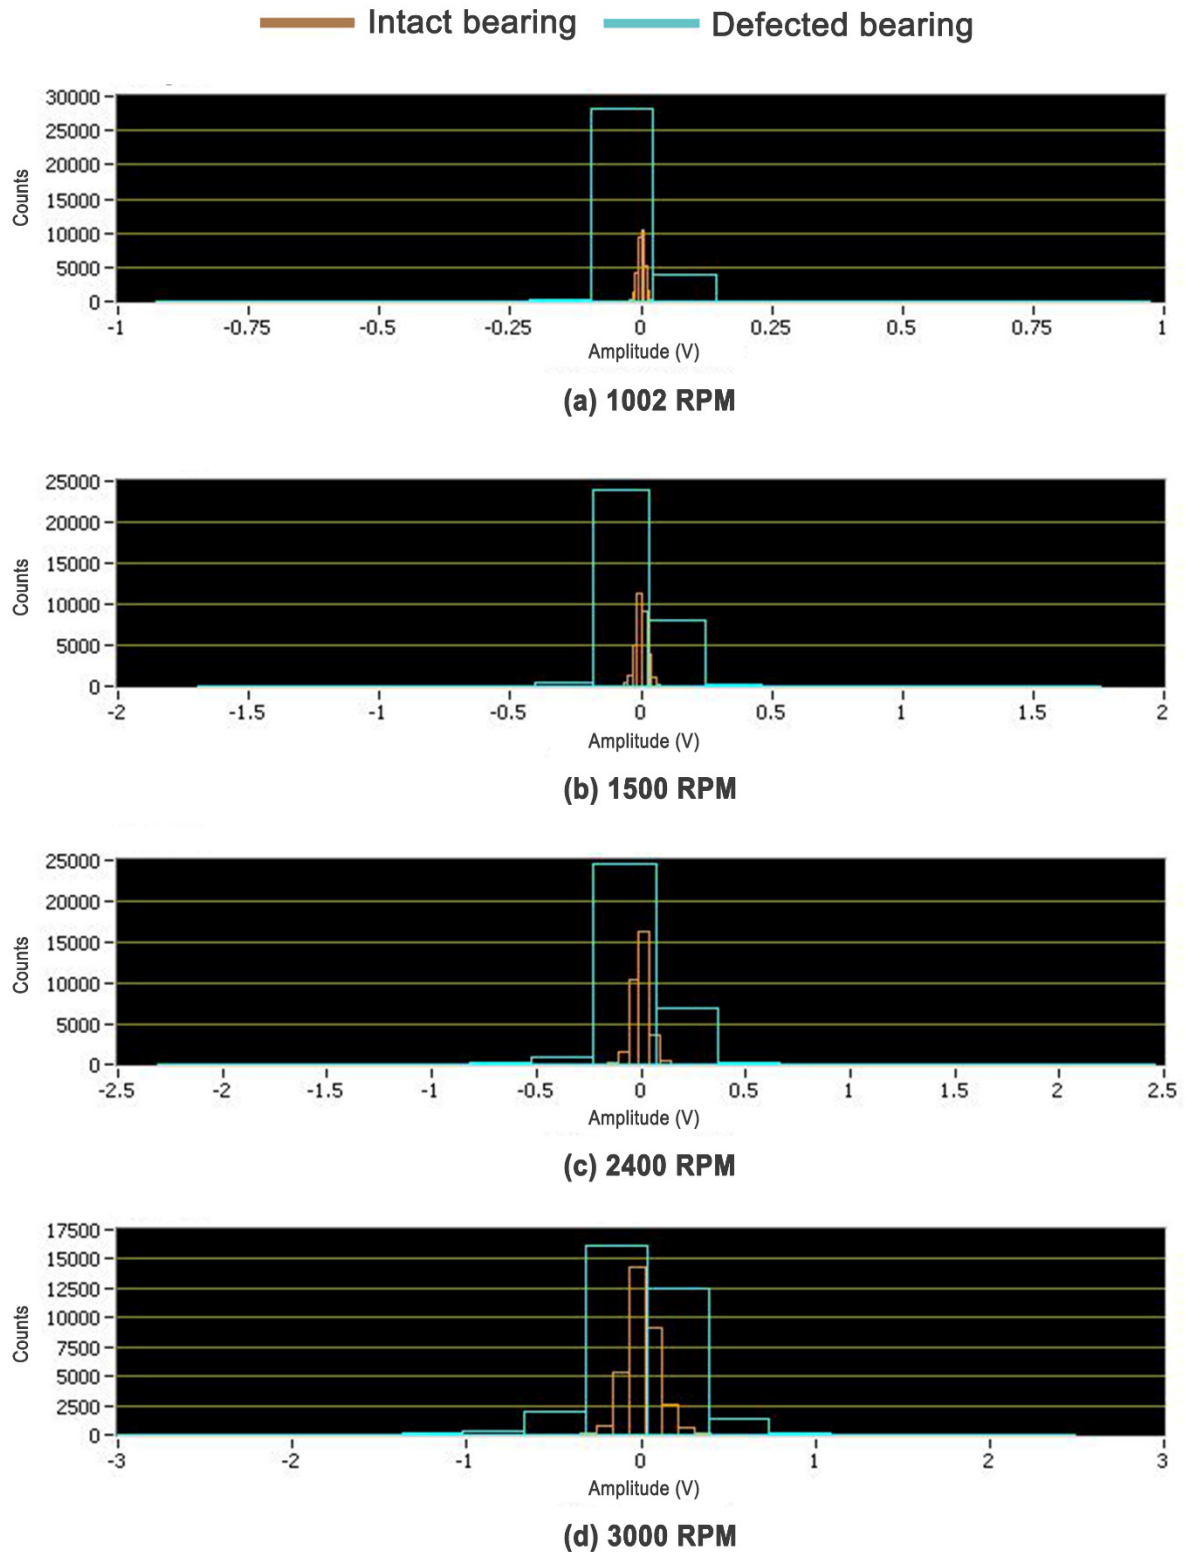 Intact bearing Defected bearing
30000
25000
20000
15000
10000
5000
0
Counts
-1 -0.75 -0.5 -0.25 0 0.25 0.5 0.75 1
Amplitude (V)
(a) 1002 RPM
25000
20000
15000
10000
5000
0
Counts
-2 -1.5 -1 -0.5 0 0.5 1 1.5 2
Amplitude (V)
(b) 1500 RPM
25000
20000
15000
10000
5000
0
Counts
-2.5 -2 -1.5 -1 -0.5 0 0.5 1 1.5 2 2.5
Amplitude (V)
(c) 2400 RPM
17500
15000
12500
10000
7500
5000
2500
0
Counts
-3 -2 -1 0 1 2 3
Amplitude (V)
(d) 3000 RPM